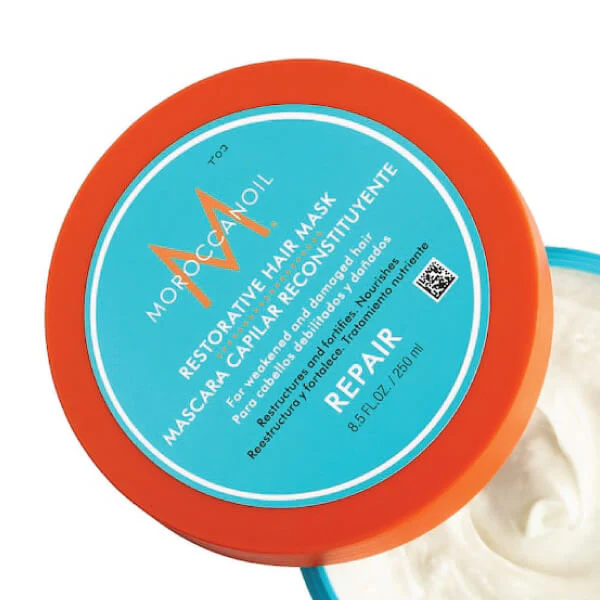 בס"ד
M
MOROCCANOIL®
RESTORATIVE HAIR MASK
MASCARA CAPILAR RECONSTITUYENTE
For weakened and damaged hair
Para cabellos debilitados y dañados
Restructures and fortifies. Nourishes
Reestructura y fortalece. Tratamiento nutriente
REPAIR
8.5 FL.OZ. / 250 ml